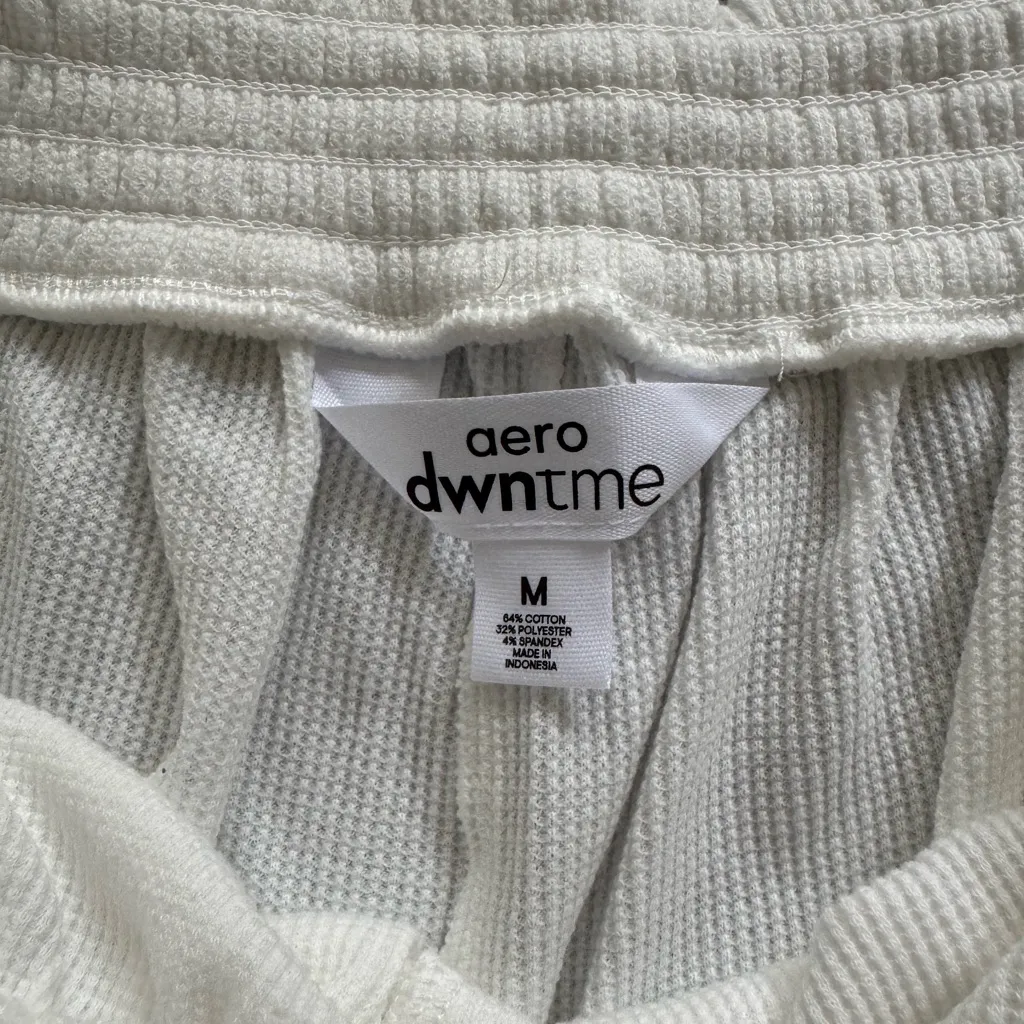 aero
dwntme
M
64% COTTON
32% POLYESTER
4% SPANDEX
MADE IN
INDONESIA